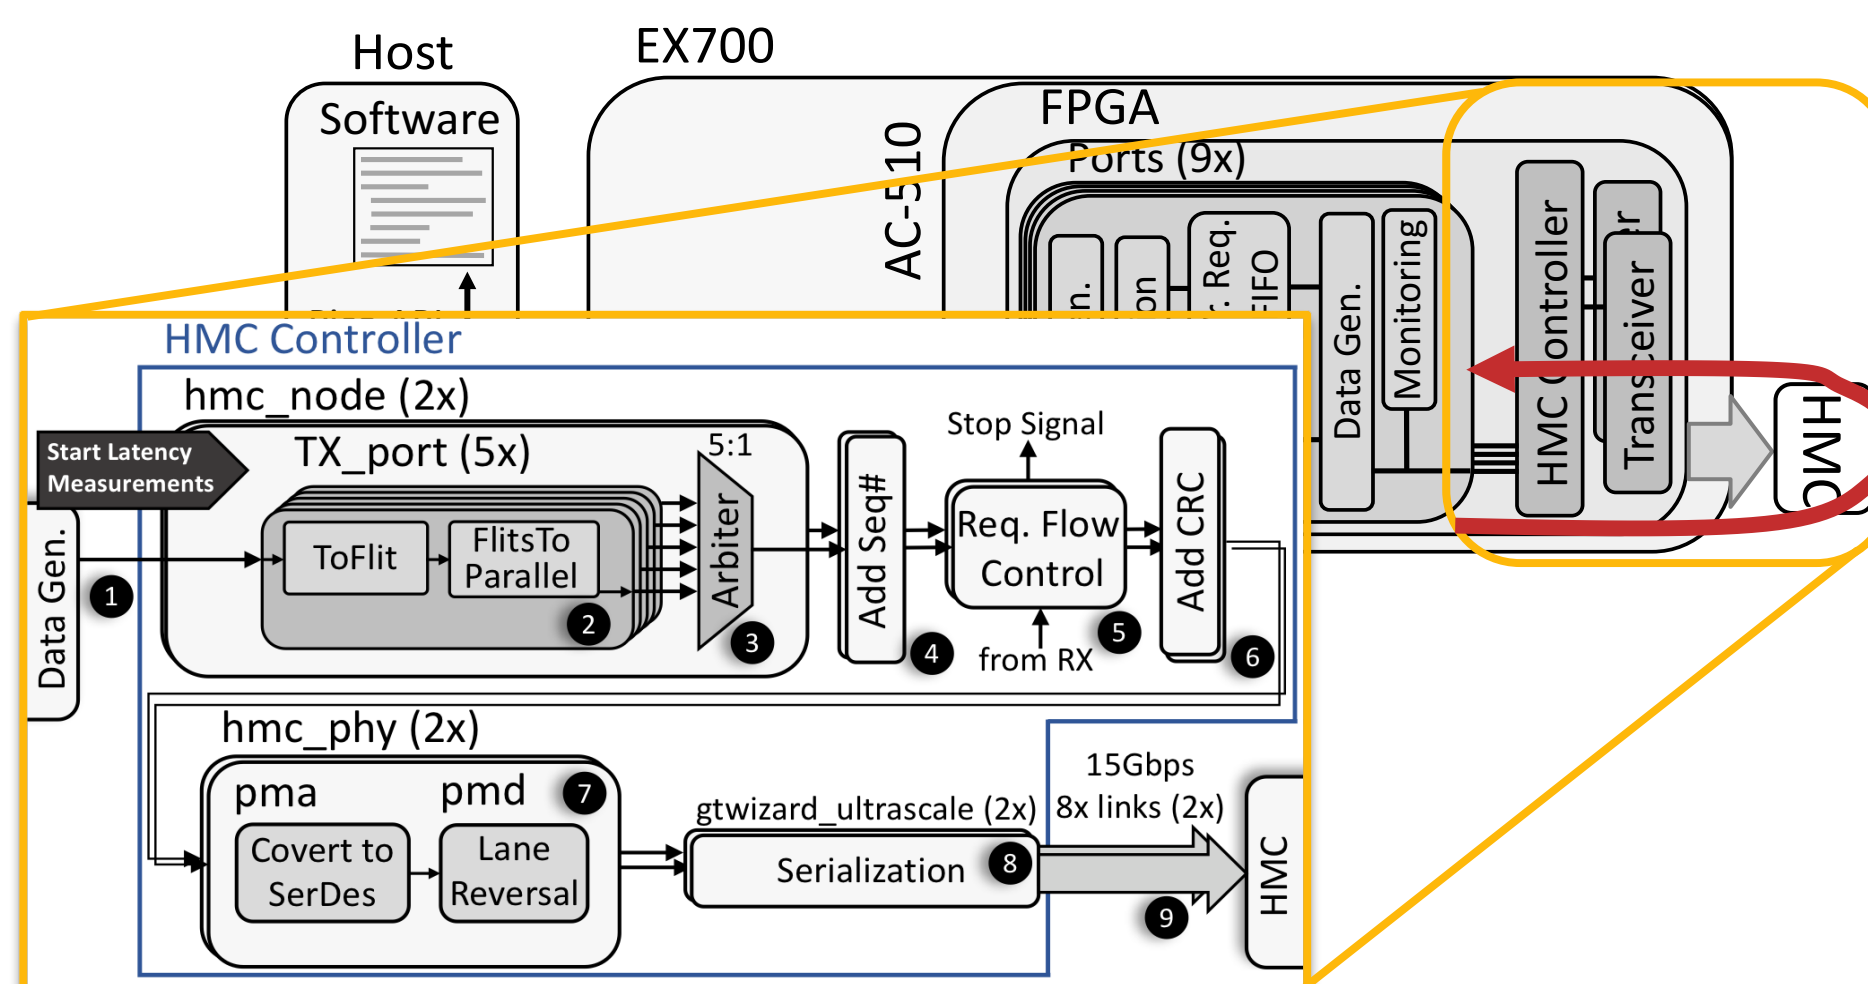 Host
EX700
Software
FPGA
AC-510
Ports (9x)
Req.
FIFO
Data Gen.
Monitoring
HMC Controller
Transceiver
HMC
HMC Controller
hmc_node (2x)
Start Latency
Measurements
TX_port (5x)
5:1
ToFlit
FlitsTo
Parallel
Arbiter
Data Gen.
1
2
3
Add Seq#
4
Stop Signal
Req. Flow
Control
from RX
5
Add CRC
6
hmc_phy (2x)
pma
pmd
7
Covert to
SerDes
Lane
Reversal
gtwizard_ultrascale (2x)
Serialization
8
15Gbps
8x links (2x)
9
HMC